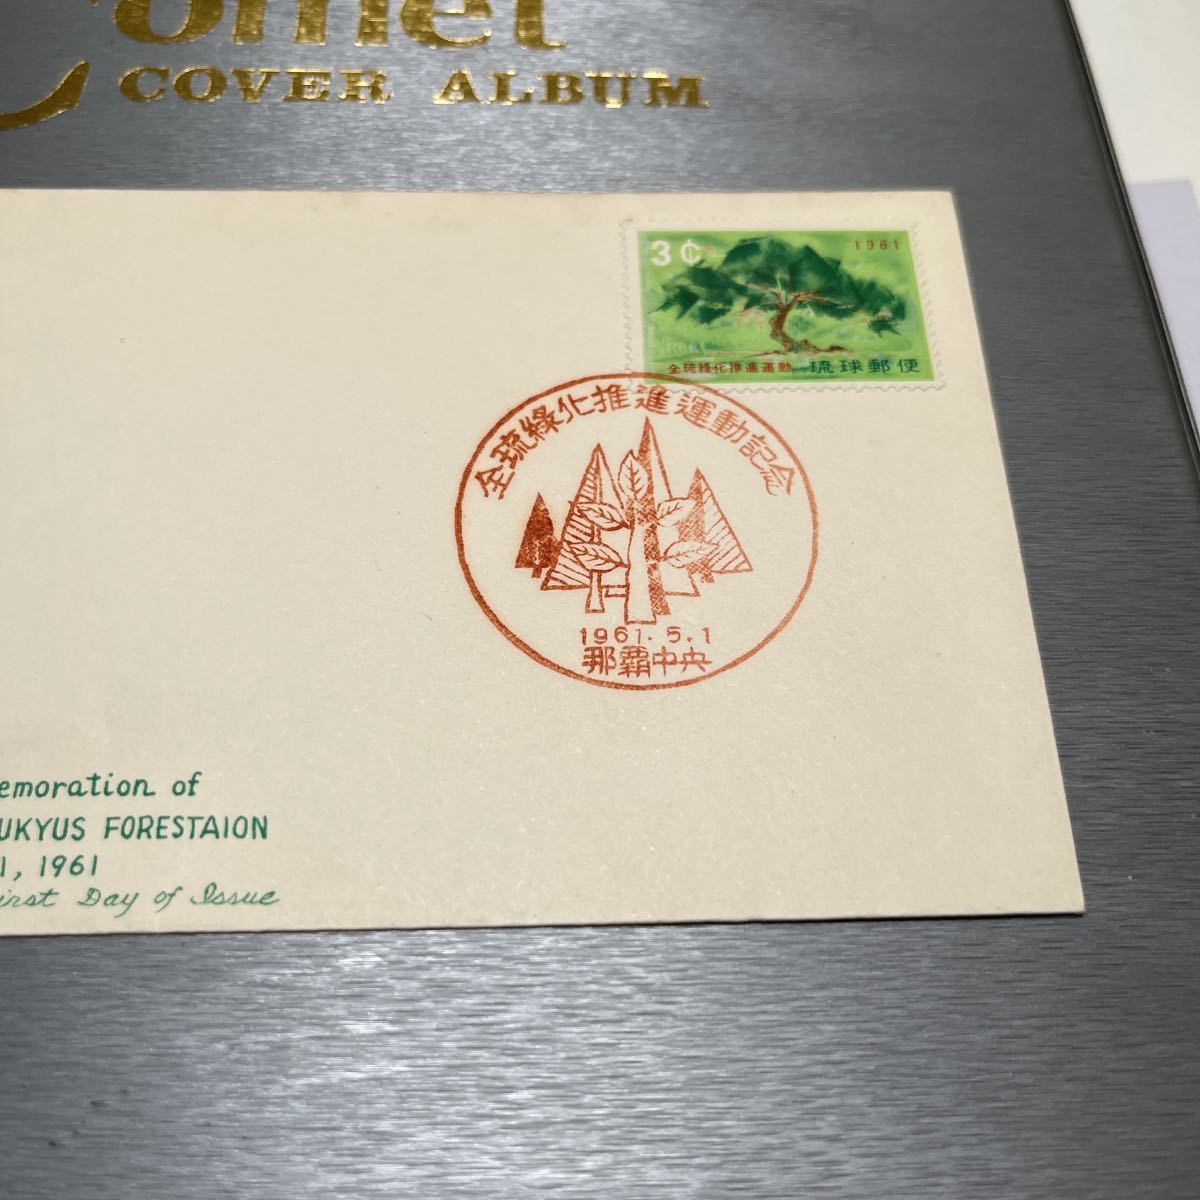 Comet
COVER ALBUM
3¢ 1961
全琉緑化推進運動 琉球郵便
全琉緑化推進運動記念
1961.5.1
那覇中央
emoration of
UKYUS FORESTAION
1, 1961
irst Day of Issue